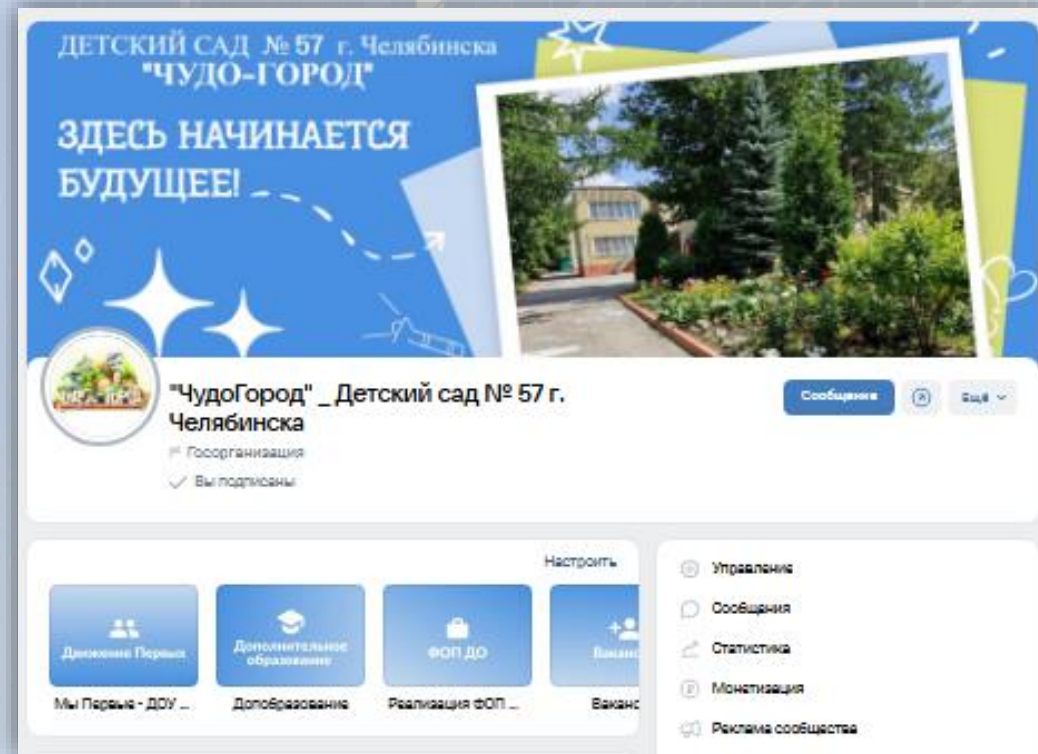 ДЕТСКИЙ САД № 57 г. Челябинска
"ЧУДО-ГОРОД"
ЗДЕСЬ НАЧИНАЕТСЯ
БУДУЩЕЕ!
"ЧудоГород" _ Детский сад № 57 г.
Челябинска
Госорганизация
Вы подписаны
Сообщение
Ещё
Настроить
Движение Первых
Дополнительное
образование
ФОП ДО
Ваканс
Мы Первые - ДОУ ...
Допобразование
Реализация ФОП ...
Ваканс
Управление
Сообщения
Статистика
Монетизация
Реклама сообщества